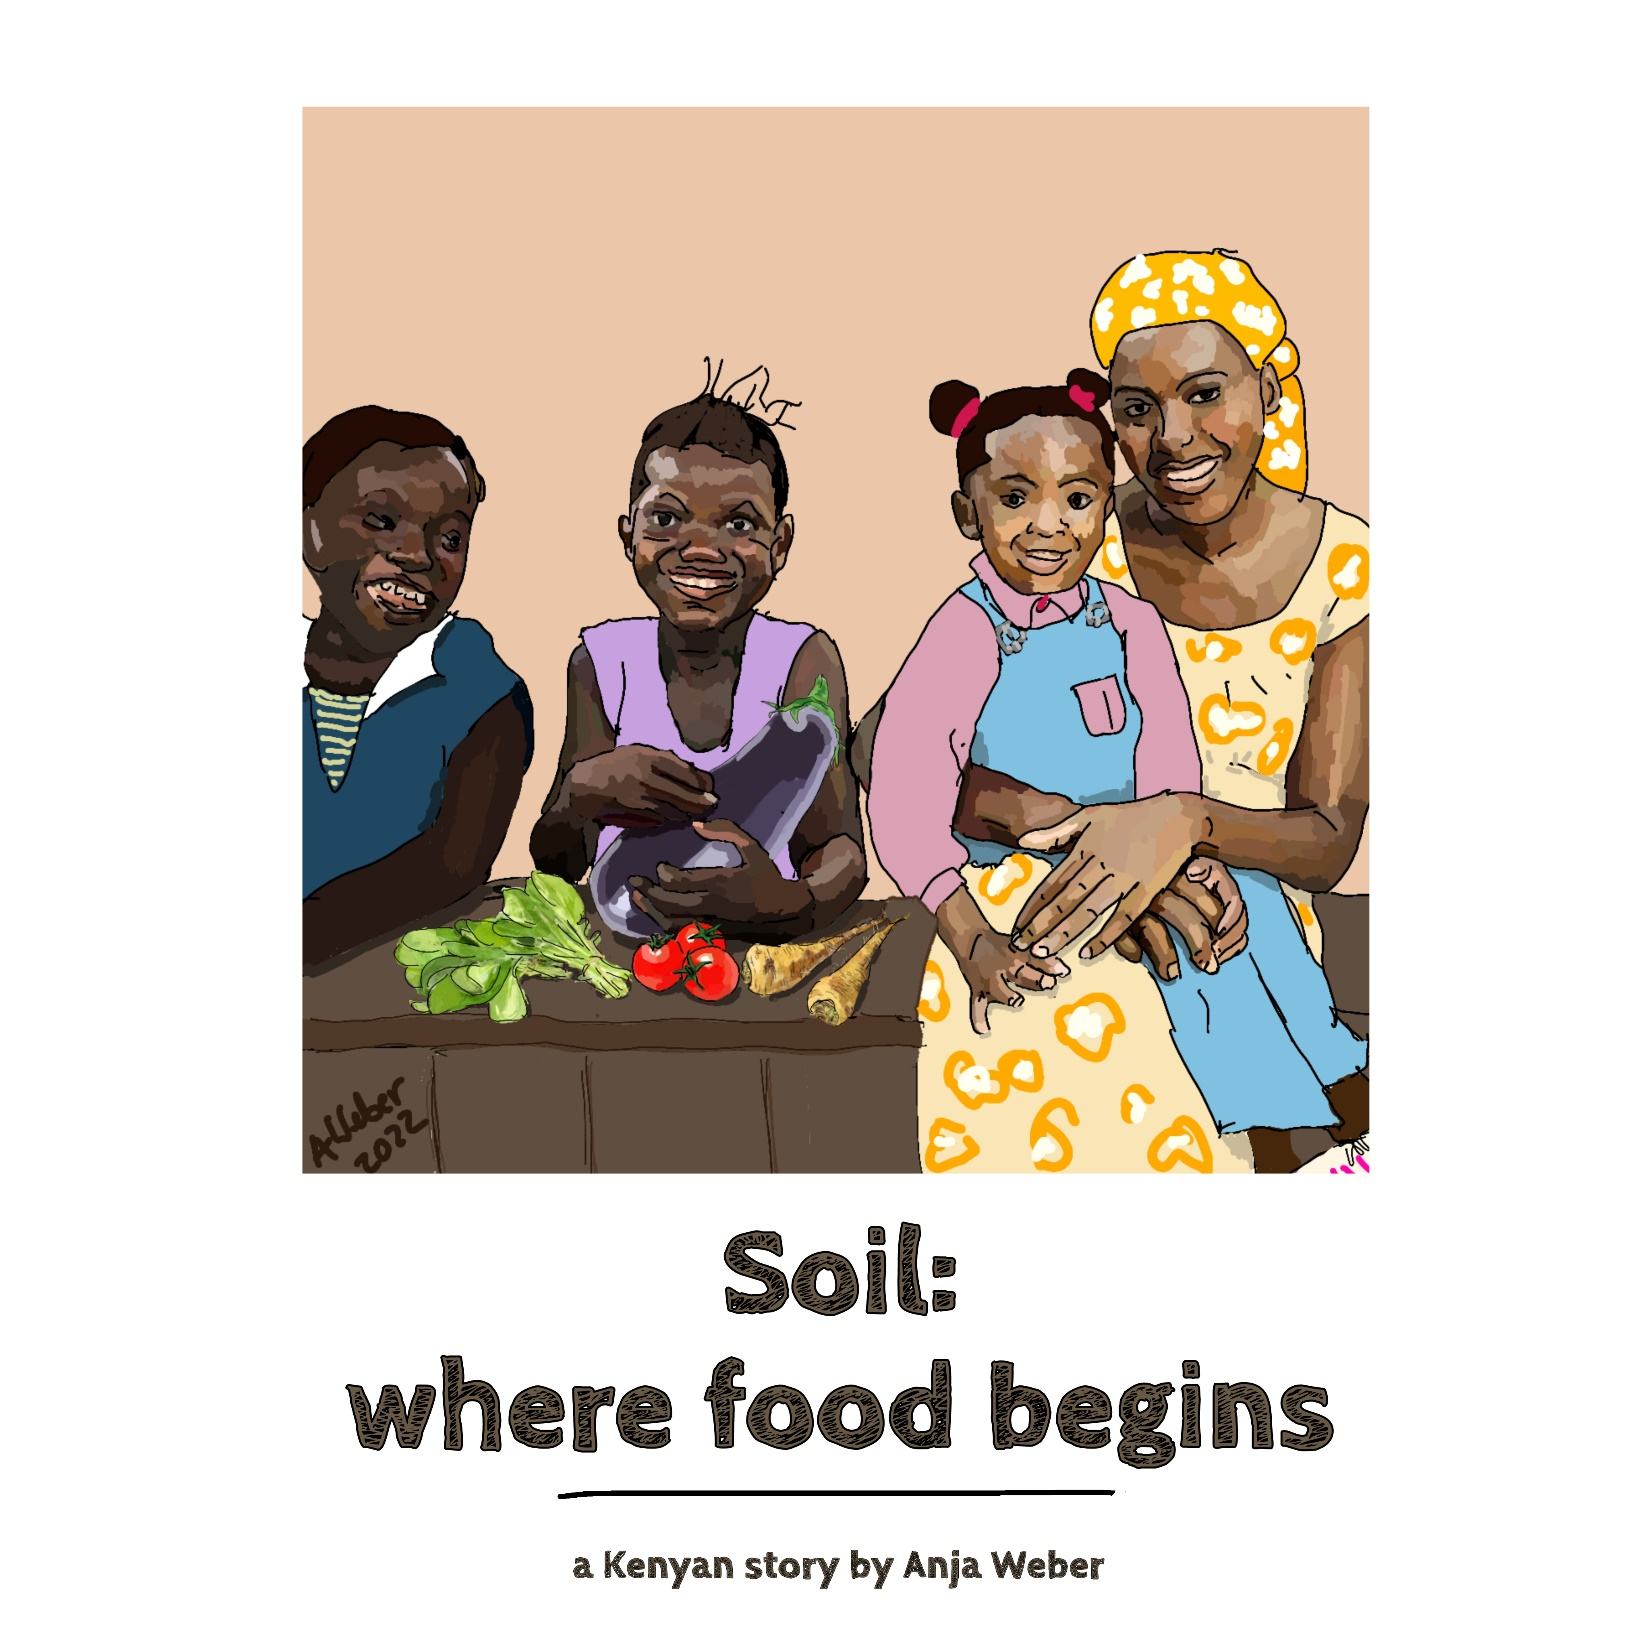 AWeber
2022
Soil:
where food begins
a Kenyan story by Anja Weber